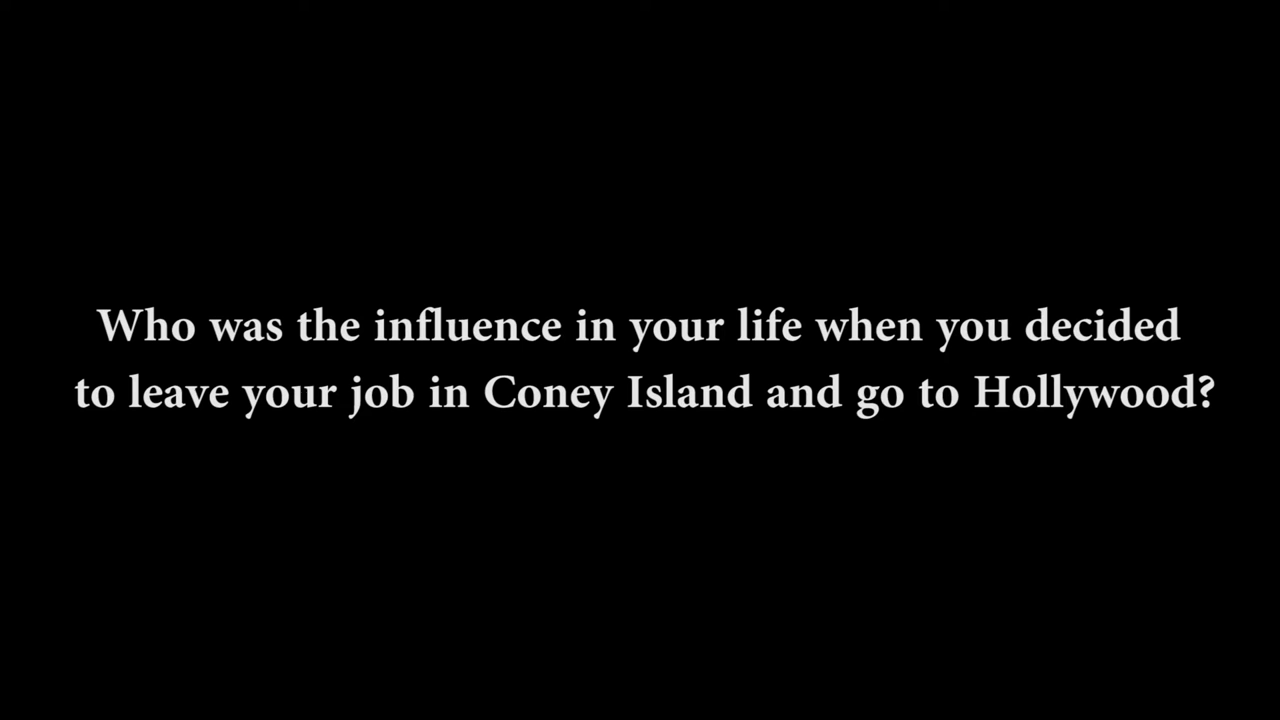 Who was the influence in your life when you decided
to leave your job in Coney Island and go to Hollywood?